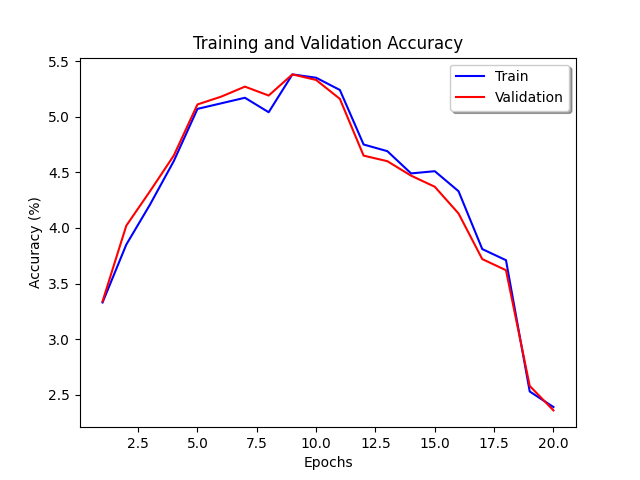 Training and Validation Accuracy
5.5
5.0
4.5
4.0
3.5
3.0
2.5
Accuracy (%)
Train
Validation
2.5 5.0 7.5 10.0 12.5 15.0 17.5 20.0
Epochs